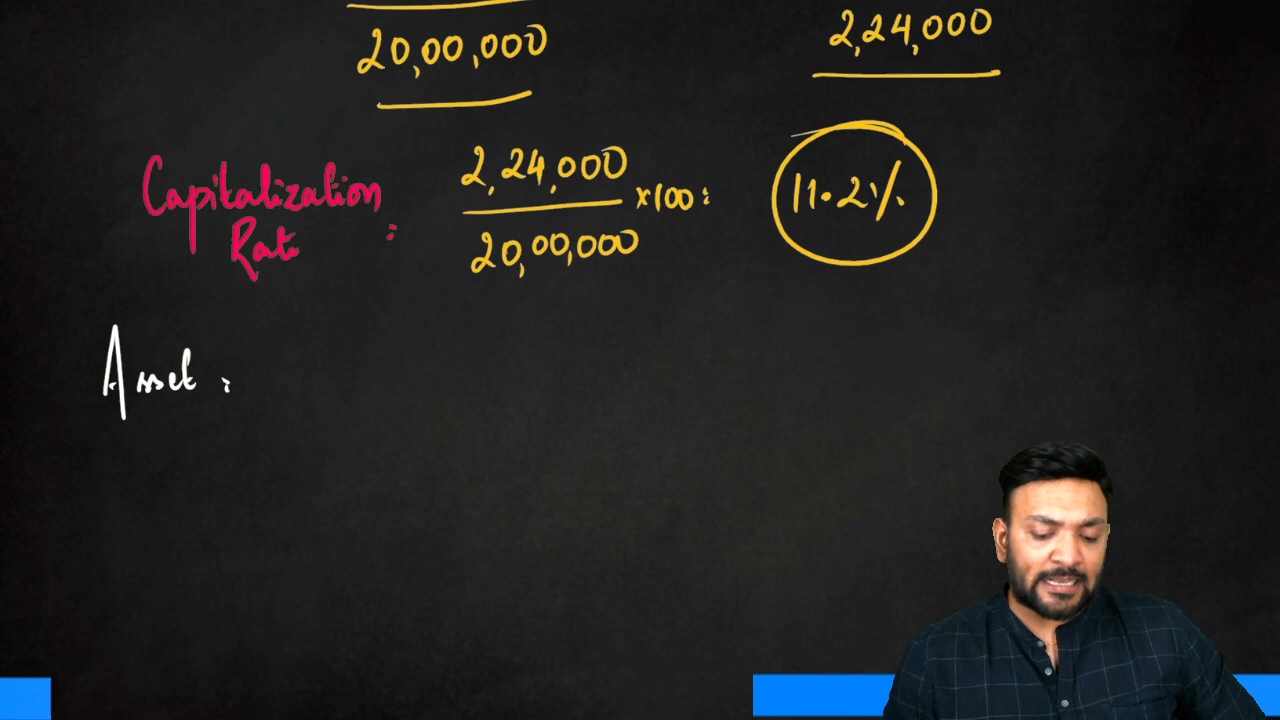 20,00,000 2,24,000
Capitalization 2,24,000 x100: 11.2%
Rate : 20,00,000
Asset :